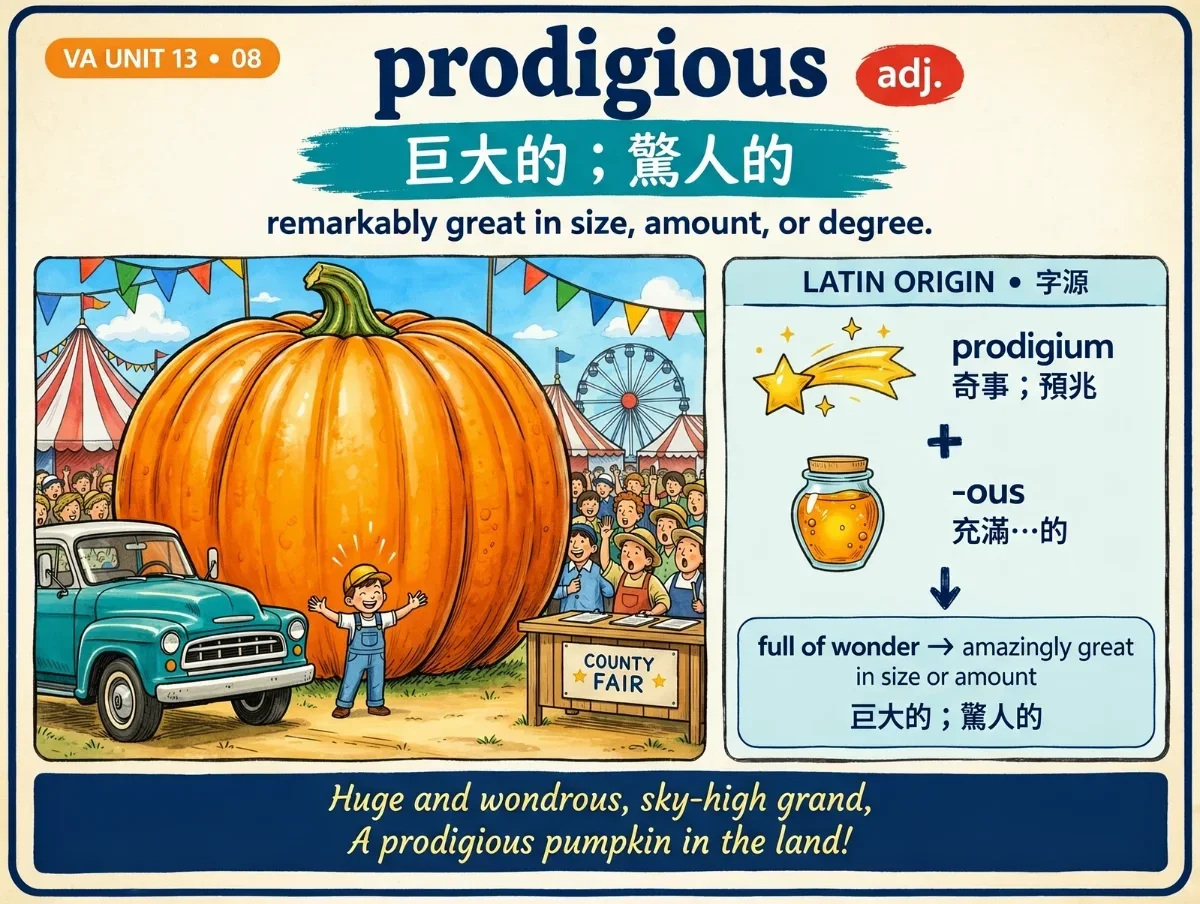 VA UNIT 13 • 08
prodigious
adj.
巨大的；驚人的
remarkably great in size, amount, or degree.
COUNTY
FAIR
LATIN ORIGIN • 字源
prodigium
奇事；預兆
+
-ous
充滿…的
full of wonder → amazingly great
in size or amount
巨大的；驚人的
Huge and wondrous, sky-high grand,
A prodigious pumpkin in the land!